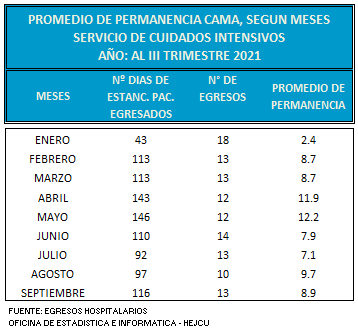 PROMEDIO DE PERMANENCIA CAMA, SEGUN MESES
SERVICIO DE CUIDADOS INTENSIVOS
AÑO: AL III TRIMESTRE 2021
MESES Nº DIAS DE ESTANC. PAC. EGRESADOS N° DE EGRESOS PROMEDIO DE PERMANENCIA
ENERO 43 18 2.4
FEBRERO 113 13 8.7
MARZO 113 13 8.7
ABRIL 143 12 11.9
MAYO 146 12 12.2
JUNIO 110 14 7.9
JULIO 92 13 7.1
AGOSTO 97 10 9.7
SEPTIEMBRE 116 13 8.9
FUENTE: EGRESOS HOSPITALARIOS
OFICINA DE ESTADISTICA E INFORMATICA - HEJCU